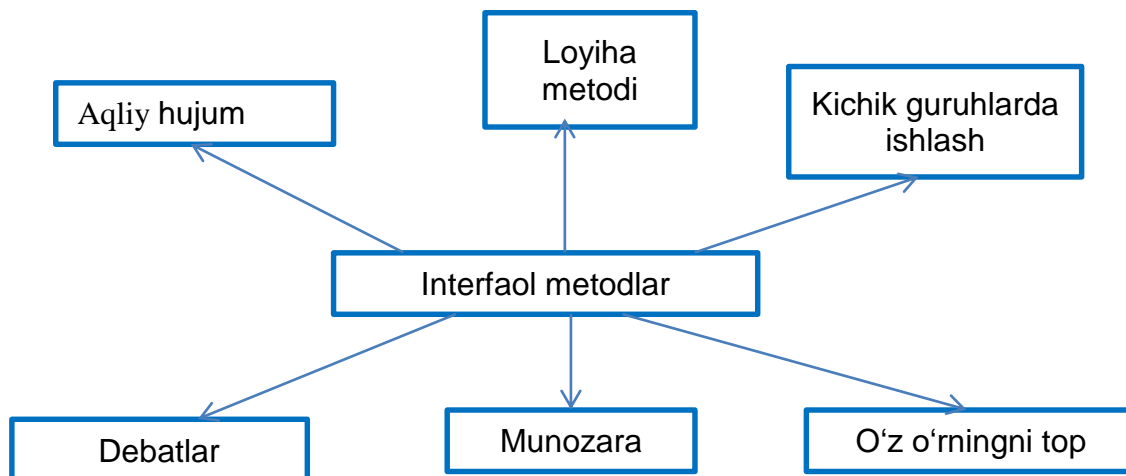 Loyiha
metodi
Aqliy hujum
Kichik guruhlarda
ishlash
Interfaol metodlar
Debatlar
Munozara
O‘z o‘rningni top